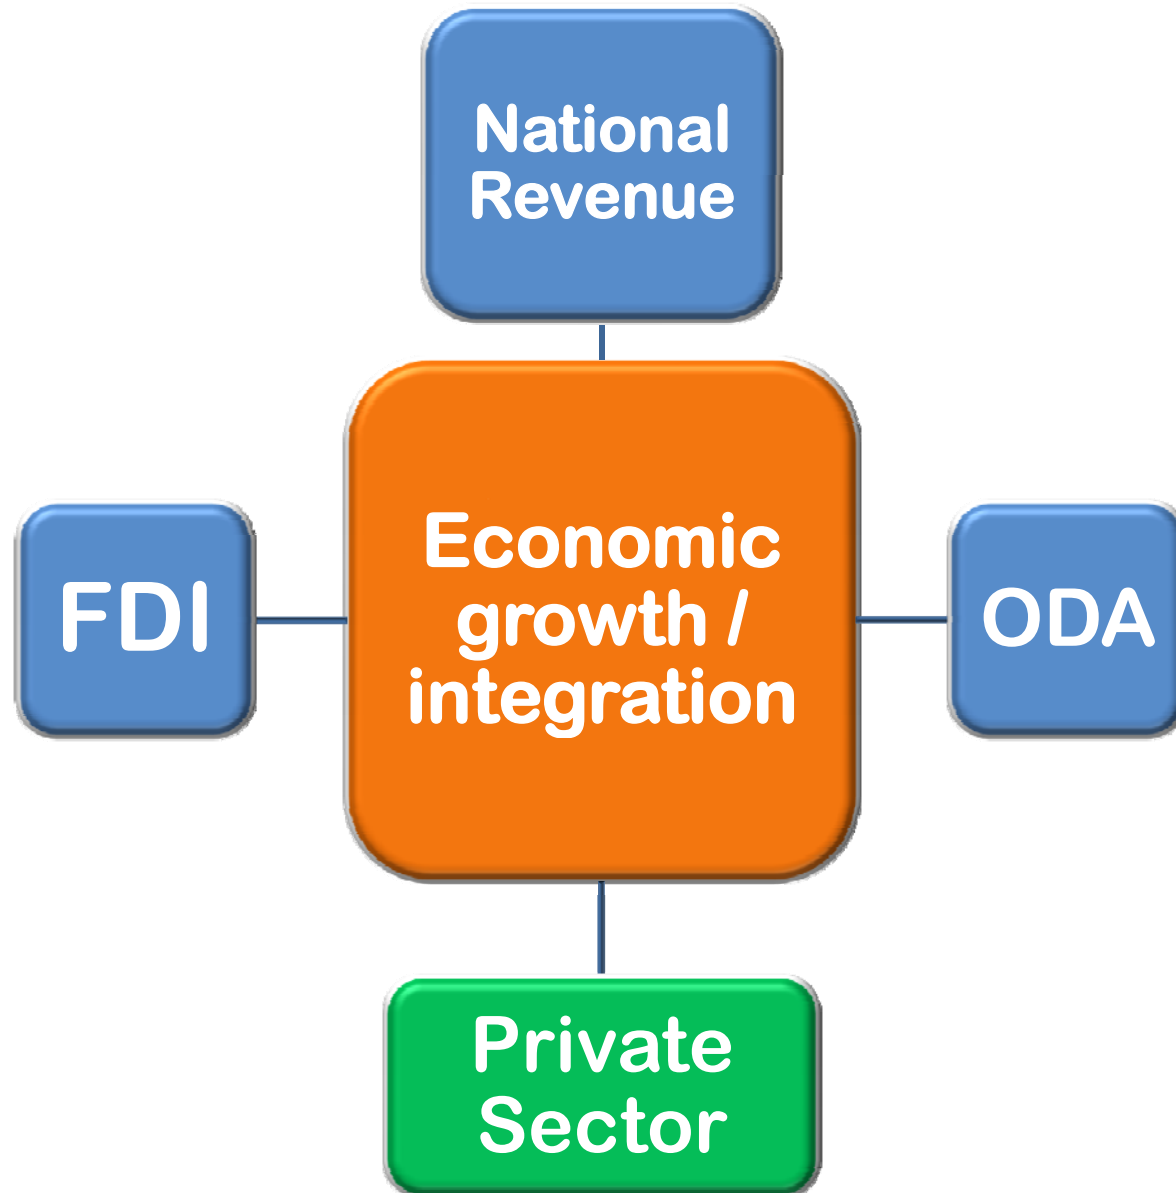 National
Revenue
FDI
Economic
growth /
integration
ODA
Private
Sector